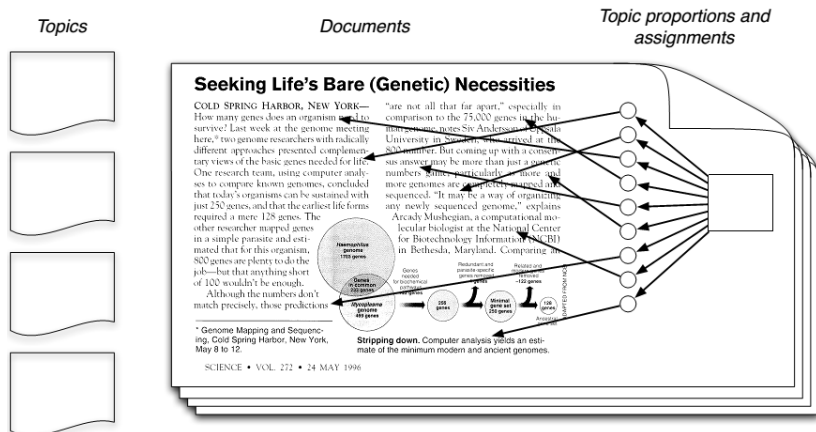 Topics
Documents
Topic proportions and
assignments
Seeking Life's Bare (Genetic) Necessities
COLD SPRING HARBOR, NEW YORK—
How many genes does an organism need to
survive? Last week at the genome meeting
here,* two genome researchers with radically
different approaches presented complemen-
tary views of the basic genes needed for life.
One research team, using computer analy-
ses to compare known genomes, concluded
that today's organisms can be sustained with
just 250 genes, and that the earliest life forms
required a mere 128 genes. The
other researcher mapped genes
in a simple parasite and esti-
mated that for this organism,
800 genes are plenty to do the
job—but that anything short
of 100 wouldn't be enough.
Although the numbers don't
match precisely, those predictions
* Genome Mapping and Sequenc-
ing, Cold Spring Harbor, New York,
May 8 to 12.
"are not all that far apart," especially in
comparison to the 75,000 genes in the hu-
man genome, notes Siv Andersson of Uppsala
University in Sweden, who arrived at the
800 number. But coming up with a consen-
sus answer may be more than just a genetic
numbers game, particularly as more and
more genomes are completely mapped and
sequenced. "It may be a way of organizing
any newly sequenced genome," explains
Arcady Mushegian, a computational mo-
lecular biologist at the National Center
for Biotechnology Information (NCBI)
in Bethesda, Maryland. Comparing an
Haemophilus
genome
1703 genes
Genes
in common
233 genes
Mycoplasma
genome
469 genes
Genes
needed
for biochemical
256
genes
Redundant and
parasite-specific
genes removed
Minimal
gene set
250 genes
Related and
genes removed
–122 genes
128
genes
Ancestral
ADAPTED FROM NCBI
Stripping down. Computer analysis yields an esti-
mate of the minimum modern and ancient genomes.
SCIENCE • VOL. 272 • 24 MAY 1996